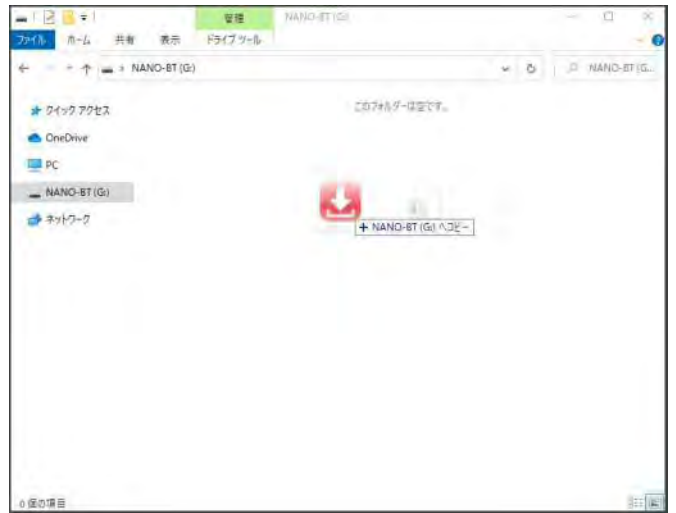 管理
NANO-BT (G:)
ファイル ホーム 共有 表示 ドライブ ツール
NANO-BT (G:)
NANO-BT (G...
このフォルダーは空です。
クイック アクセス
OneDrive
PC
NANO-BT (G:)
ネットワーク
NANO-BT (G:) へコピー
0 個の項目